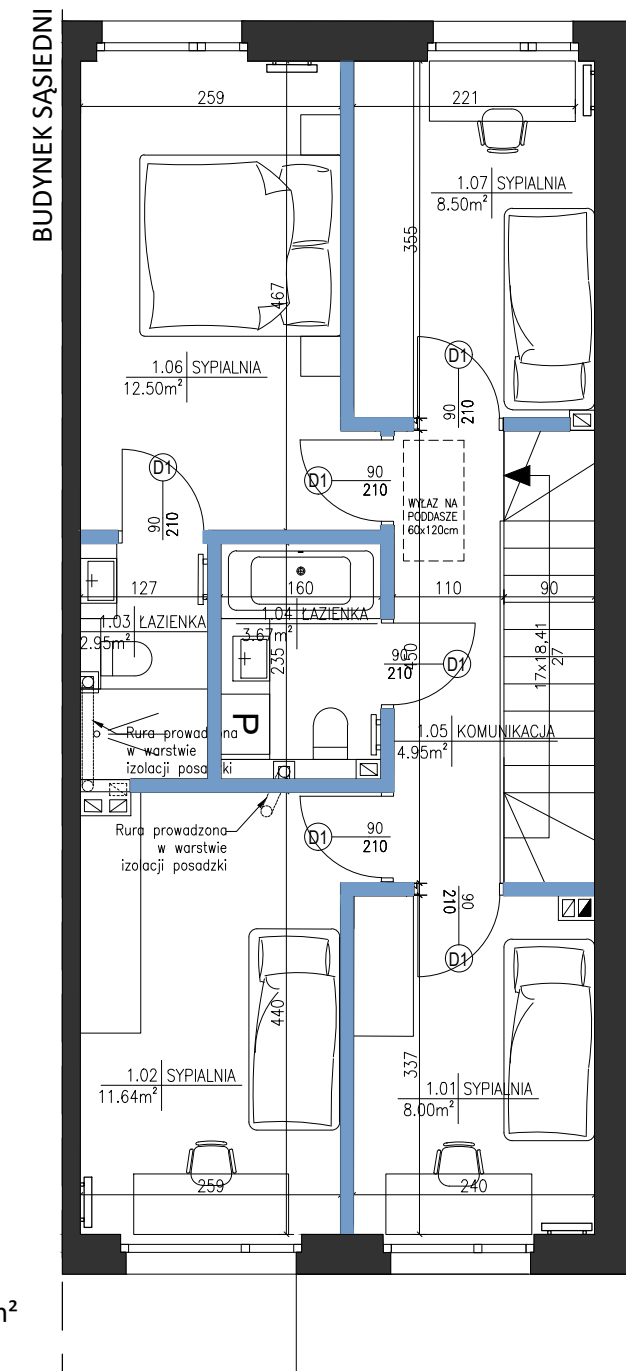 BUDYNEK SĄSIEDNI
259
221
1.07 SYPIALNIA
8.50m²
355
467
1.06 SYPIALNIA
12.50m²
D1
90
210
D1
90
210
D1
90
210
WYŁAZ NA
PODDASZE
60x120cm
127
160
110
90
1.03 ŁAZIENKA
2.95m²
1.04 ŁAZIENKA
3.67m²
235
90
210
D1
450
17x18,41
27
P
1.05 KOMUNIKACJA
4.95m²
Rura prowadzona
w warstwie
izolacji posadzki
Rura prowadzona
w warstwie
izolacji posadzki
D1
90
210
90
210
D1
440
337
1.02 SYPIALNIA
11.64m²
1.01 SYPIALNIA
8.00m²
259
240
m²